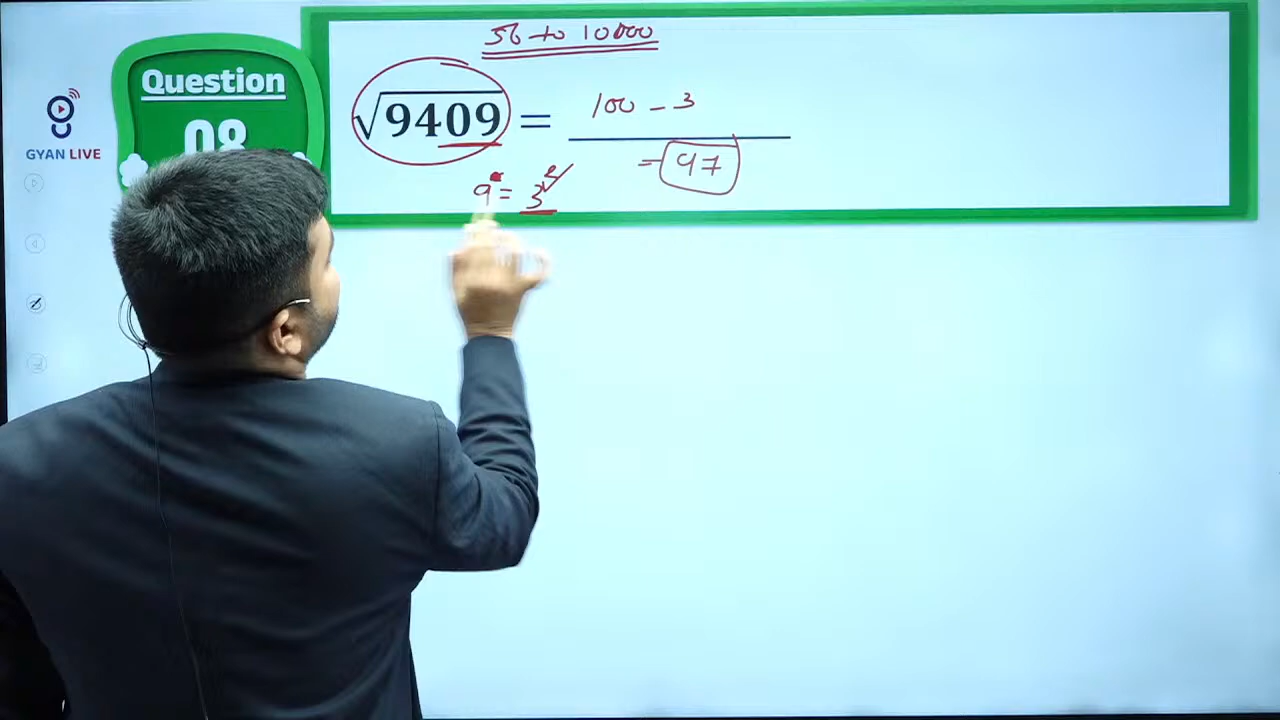 56 to 10000
Question
08
GYAN LIVE
√9409 = 100 - 3
= 97
9 = 3²